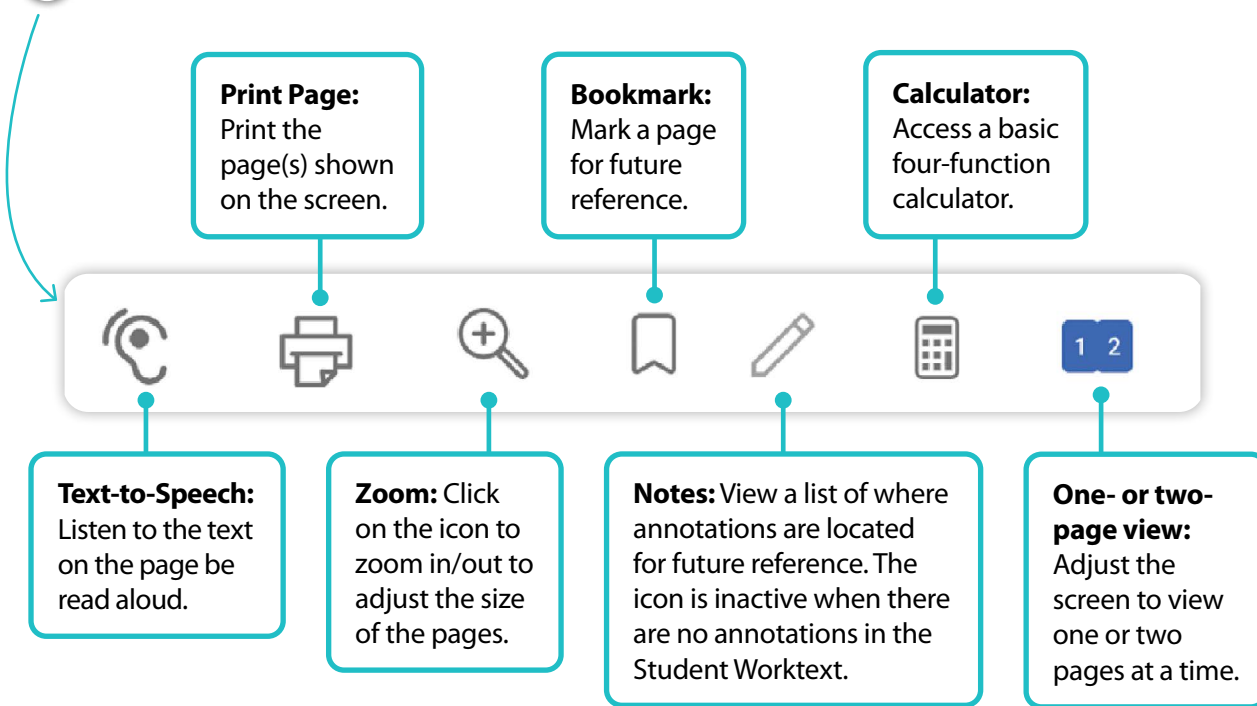 Print Page:
Print the
page(s) shown
on the screen.
Bookmark:
Mark a page
for future
reference.
Calculator:
Access a basic
four-function
calculator.
1 2
Text-to-Speech:
Listen to the text
on the page be
read aloud.
Zoom: Click
on the icon to
zoom in/out to
adjust the size
of the pages.
Notes: View a list of where
annotations are located
for future reference. The
icon is inactive when there
are no annotations in the
Student Worktext.
One- or two-
page view:
Adjust the
screen to view
one or two
pages at a time.